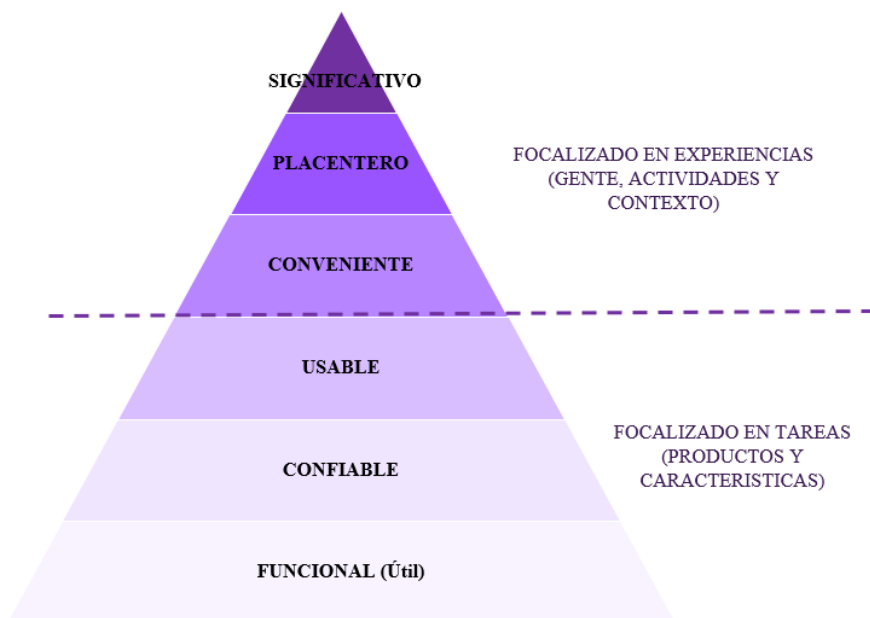 SIGNIFICATIVO
PLACENTERO
FOCALIZADO EN EXPERIENCIAS
(GENTE, ACTIVIDADES Y
CONTEXTO)
CONVENIENTE
USABLE
FOCALIZADO EN TAREAS
(PRODUCTOS Y
CARACTERISTICAS)
CONFIABLE
FUNCIONAL (Útil)